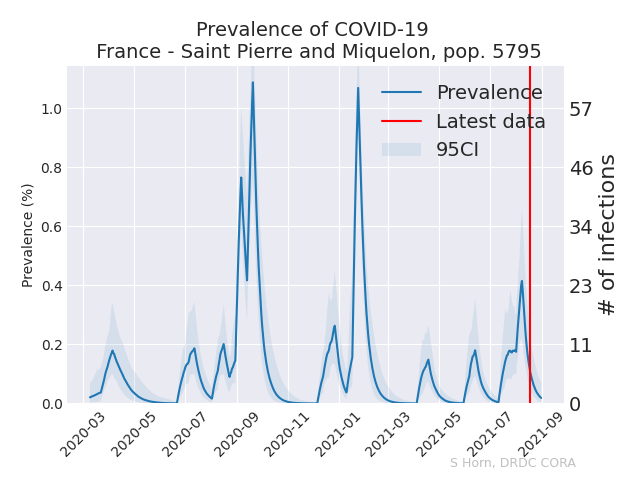 Prevalence of COVID-19
France - Saint Pierre and Miquelon, pop. 5795
Prevalence
Latest data
95CI
Prevalence (%)
1.0
0.8
0.6
0.4
0.2
0.0
57
46
34
23
11
0
# of infections
2020-03
2020-05
2020-07
2020-09
2020-11
2021-01
2021-03
2021-05
2021-07
2021-09
S Horn, DRDC CORA